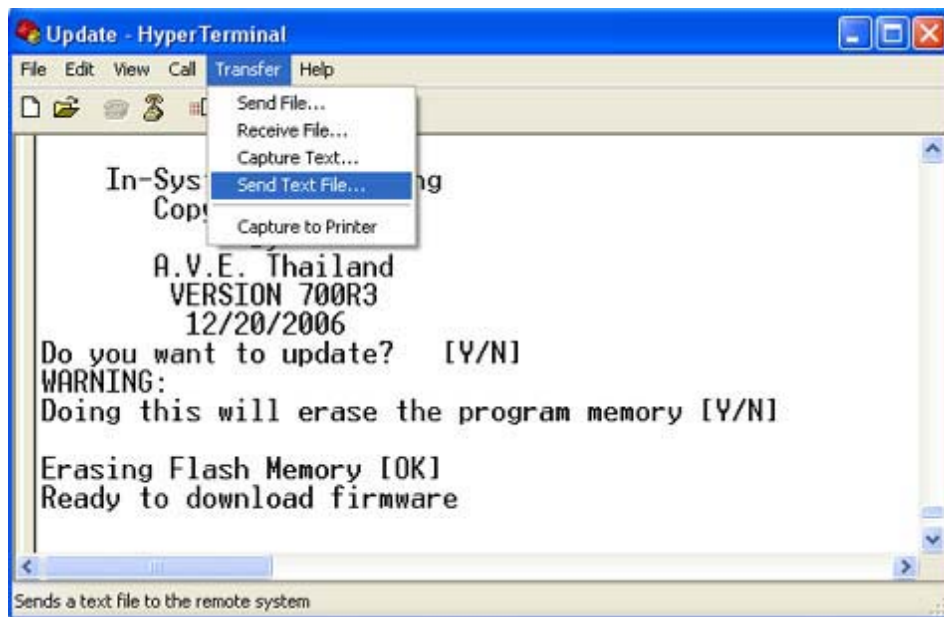 Update - HyperTerminal
File Edit View Call Transfer Help
Send File...
Receive File...
Capture Text...
Send Text File...
Capture to Printer
In-Sys
A.V.E. Thailand
VERSION 700R3
12/20/2006
Do you want to update? [Y/N]
WARNING:
Doing this will erase the program memory [Y/N]
Erasing Flash Memory [OK]
Ready to download firmware
Sends a text file to the remote system